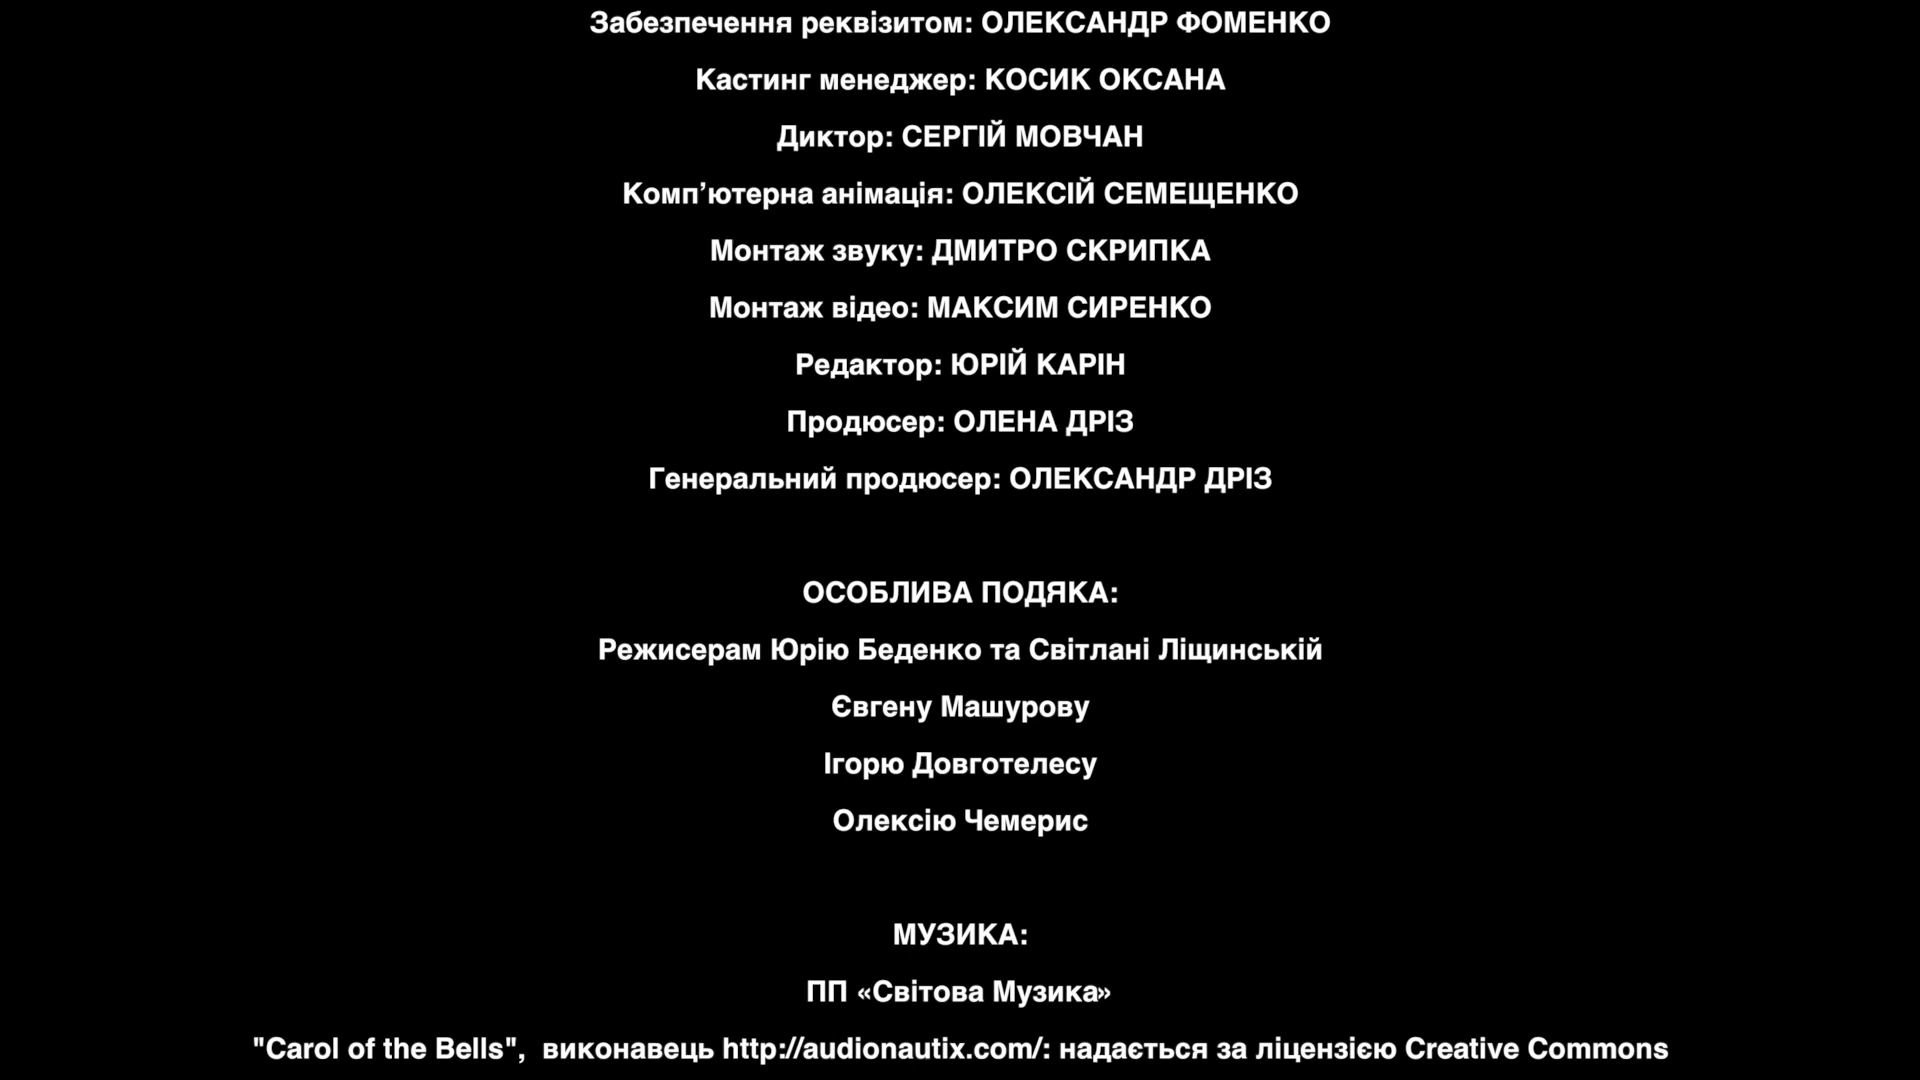 Забезпечення реквізитом: ОЛЕКСАНДР ФОМЕНКО
Кастинг менеджер: КОСИК ОКСАНА
Диктор: СЕРГІЙ МОВЧАН
Комп’ютерна анімація: ОЛЕКСІЙ СЕМЕЩЕНКО
Монтаж звуку: ДМИТРО СКРИПКА
Монтаж відео: МАКСИМ СИРЕНКО
Редактор: ЮРІЙ КАРІН
Продюсер: ОЛЕНА ДРІЗ
Генеральний продюсер: ОЛЕКСАНДР ДРІЗ
ОСОБЛИВА ПОДЯКА:
Режисерам Юрію Беденко та Світлані Ліщинській
Євгену Машурову
Ігорю Довготелесу
Олексію Чемерис
МУЗИКА:
ПП «Світова Музика»
"Carol of the Bells", виконавець http://audionautix.com/: надається за ліцензією Creative Commons